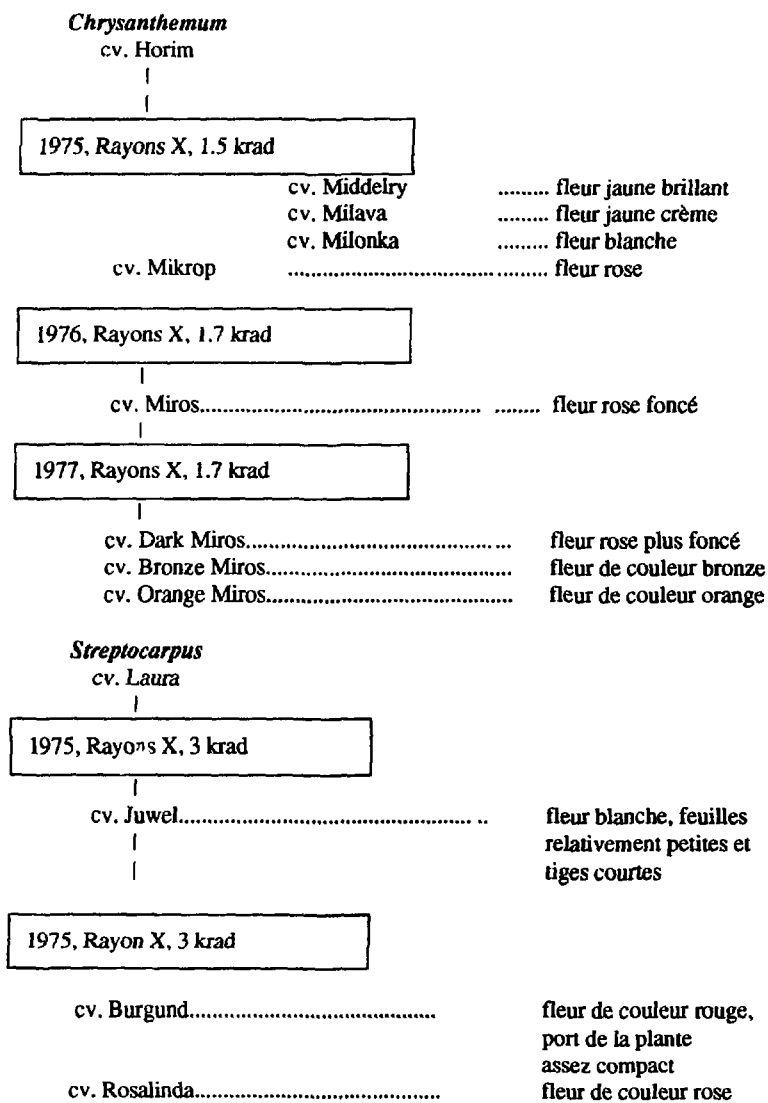 Chrysanthemum
cv. Horim
1975, Rayons X, 1.5 krad
cv. Middelry ......... fleur jaune brillant
cv. Milava ......... fleur jaune crème
cv. Milonka ......... fleur blanche
cv. Mikrop ............................................. fleur rose
1976, Rayons X, 1.7 krad
cv. Miros.................................................. ........ fleur rose foncé
1977, Rayons X, 1.7 krad
cv. Dark Miros............................................... fleur rose plus foncé
cv. Bronze Miros........................................... fleur de couleur bronze
cv. Orange Miros........................................... fleur de couleur orange
Streptocarpus
cv. Laura
1975, Rayons X, 3 krad
cv. Juwel.................................................. .. fleur blanche, feuilles
relativement petites et
tiges courtes
1975, Rayon X, 3 krad
cv. Burgund........................................... fleur de couleur rouge,
port de la plante
assez compact
cv. Rosalinda.......................................... fleur de couleur rose